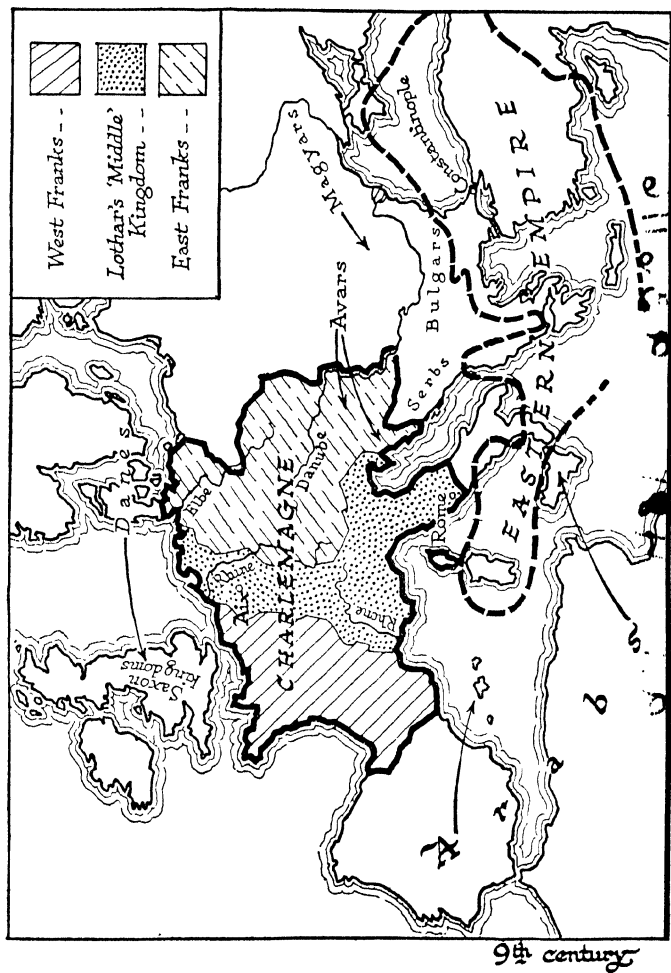 West Franks --
Lothar's 'Middle'
Kingdom --
East Franks --
Danes
Saxon
kingdoms
Magyars
Avars
Elbe
Rhine
Aix
CHARLEMAGNE
Danube
Rhone
Rome
Serbs
Bulgars
Constantinople
EASTERN EMPIRE
A r a b s
9th century